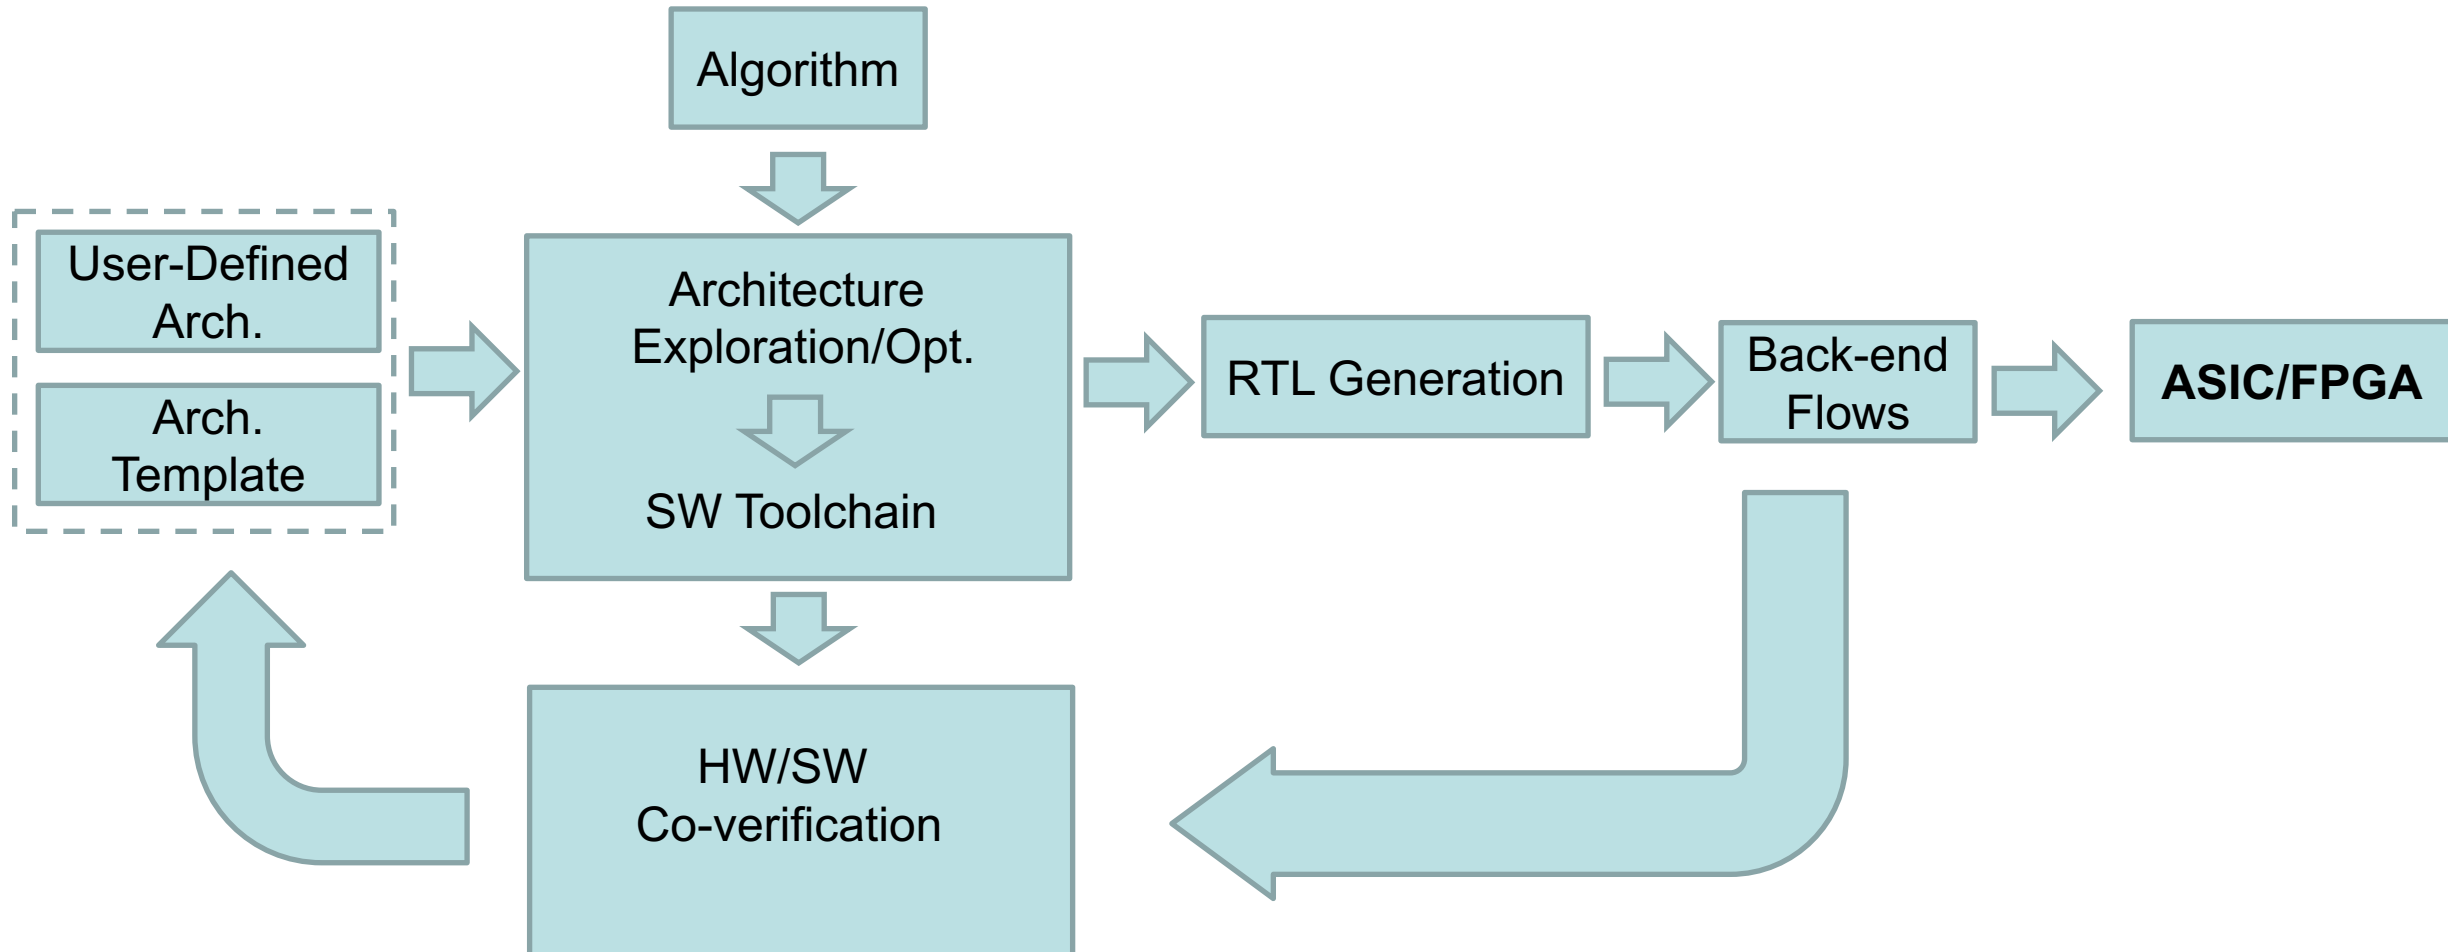 Algorithm
User-Defined
Arch.
Arch.
Template
Architecture
Exploration/Opt.
SW Toolchain
RTL Generation
Back-end
Flows
ASIC/FPGA
HW/SW
Co-verification